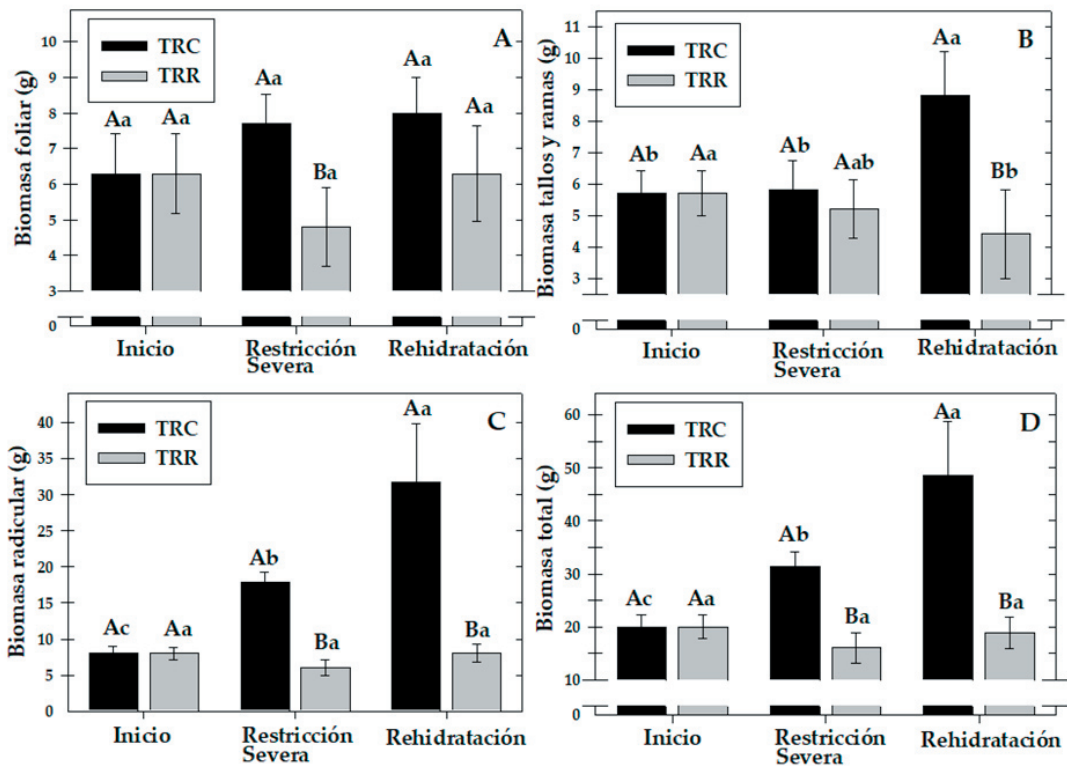 A
TRC
TRR
Biomasa foliar (g)
10
9
8
7
6
5
4
3
0
Aa
Aa
Aa
Ba
Aa
Aa
Inicio
Restricción
Severa
Rehidratación
B
TRC
TRR
Biomasa tallos y ramas (g)
11
10
9
8
7
6
5
4
3
0
Ab
Aa
Ab
Aab
Aa
Bb
Inicio
Restricción
Severa
Rehidratación
C
TRC
TRR
Biomasa radicular (g)
40
35
30
25
20
15
10
5
0
Ac
Aa
Ab
Ba
Aa
Ba
Inicio
Restricción
Severa
Rehidratación
D
TRC
TRR
Biomasa total (g)
60
50
40
30
20
10
0
Ac
Aa
Ab
Ba
Aa
Ba
Inicio
Restricción
Severa
Rehidratación